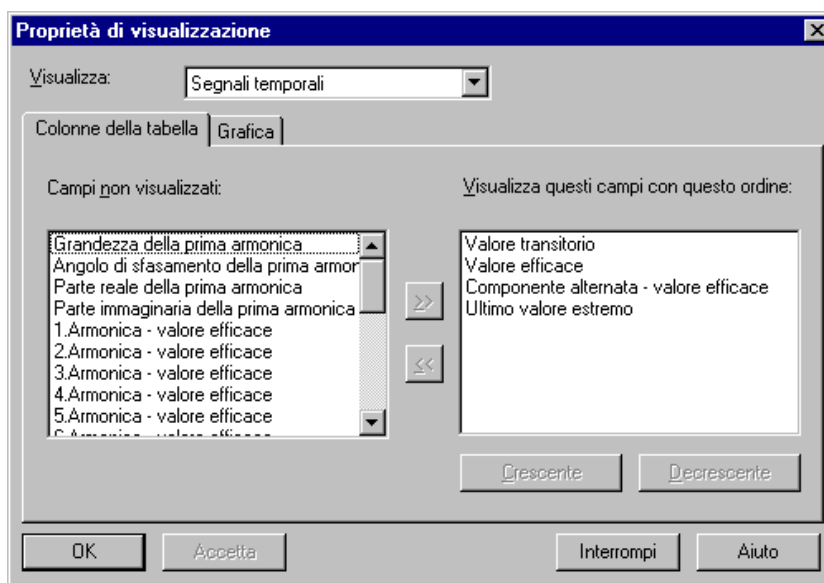 Proprietà di visualizzazione
Visualizza:
Segnali temporali
Colonne della tabella
Grafica
Campi non visualizzati:
Grandezza della prima armonica
Angolo di sfasamento della prima armor
Parte reale della prima armonica
Parte immaginaria della prima armonica
1.Armonica - valore efficace
2.Armonica - valore efficace
3.Armonica - valore efficace
4.Armonica - valore efficace
5.Armonica - valore efficace
>>
<<
Visualizza questi campi con questo ordine:
Valore transitorio
Valore efficace
Componente alternata - valore efficace
Ultimo valore estremo
Crescente
Decrescente
OK
Accetta
Interrompi
Aiuto